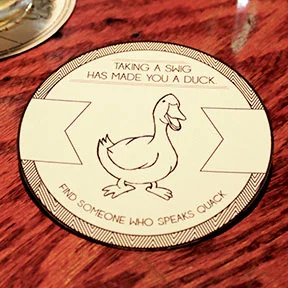 TAKING A SWIG
HAS MADE YOU A DUCK.
FIND SOMEONE WHO SPEAKS QUACK